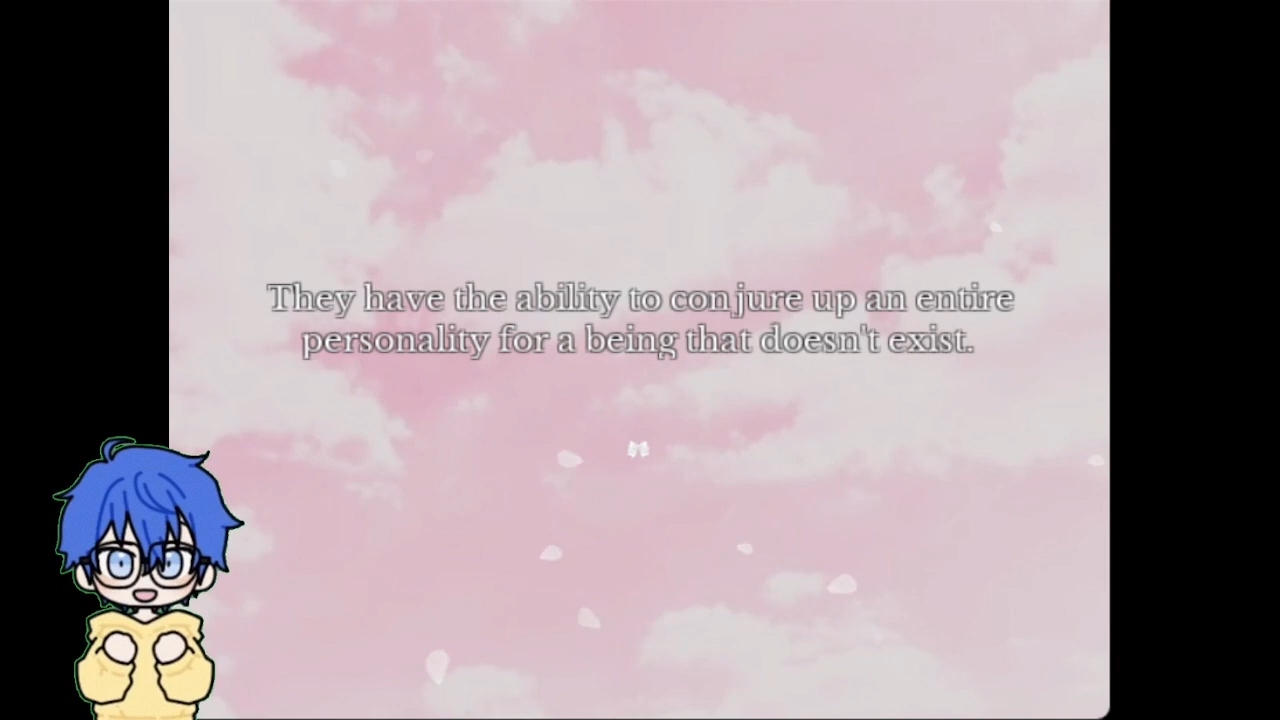 They have the ability to conjure up an entire
personality for a being that doesn't exist.